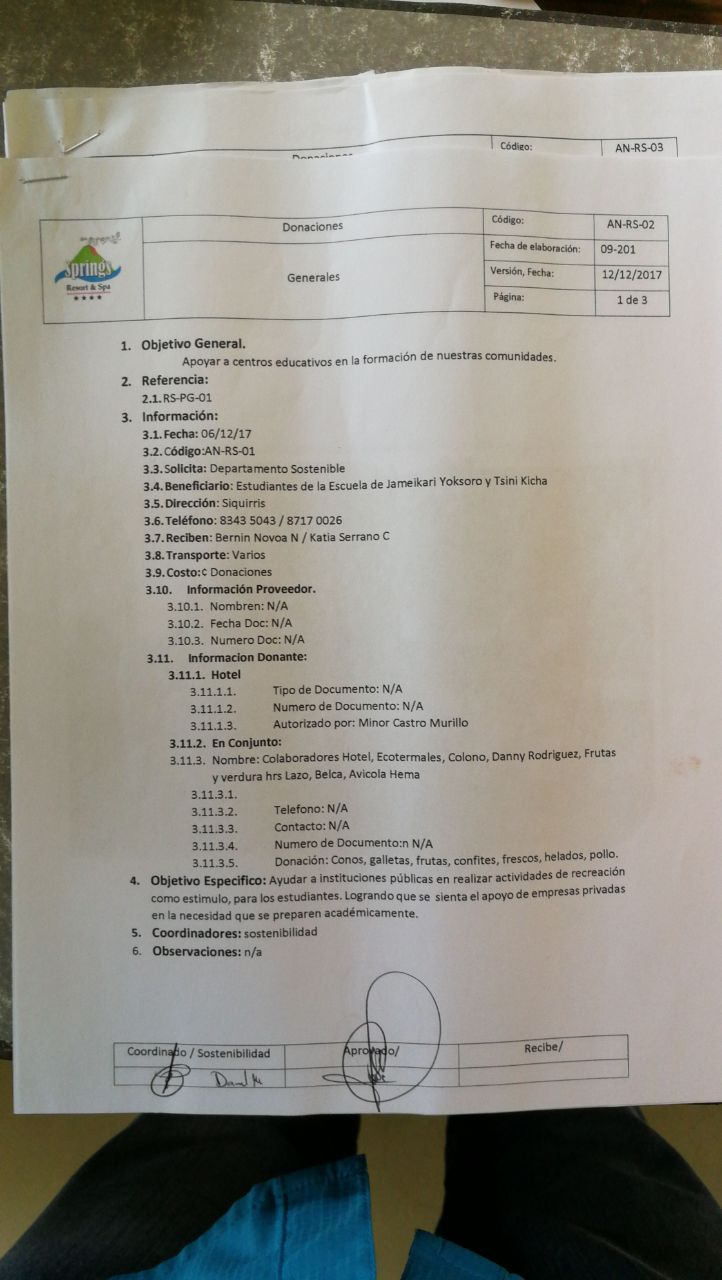 Código: AN-RS-03
Donaciones
Donaciones
Generales
Código: AN-RS-02
Fecha de elaboración: 09-201
Versión, Fecha: 12/12/2017
Página: 1 de 3
Springs
Resort & Spa
1. Objetivo General.
Apoyar a centros educativos en la formación de nuestras comunidades.
2. Referencia:
2.1. RS-PG-01
3. Información:
3.1. Fecha: 06/12/17
3.2. Código:AN-RS-01
3.3. Solicita: Departamento Sostenible
3.4. Beneficiario: Estudiantes de la Escuela de Jameikari Yoksoro y Tsini Kicha
3.5. Dirección: Siquirris
3.6. Teléfono: 8343 5043 / 8717 0026
3.7. Reciben: Bernin Novoa N / Katia Serrano C
3.8. Transporte: Varios
3.9. Costo:¢ Donaciones
3.10. Información Proveedor.
3.10.1. Nombren: N/A
3.10.2. Fecha Doc: N/A
3.10.3. Numero Doc: N/A
3.11. Informacion Donante:
3.11.1. Hotel
3.11.1.1. Tipo de Documento: N/A
3.11.1.2. Numero de Documento: N/A
3.11.1.3. Autorizado por: Minor Castro Murillo
3.11.2. En Conjunto:
3.11.3. Nombre: Colaboradores Hotel, Ecotermales, Colono, Danny Rodriguez, Frutas
y verdura hrs Lazo, Belca, Avicola Hema
3.11.3.1.
3.11.3.2. Telefono: N/A
3.11.3.3. Contacto: N/A
3.11.3.4. Numero de Documento:n N/A
3.11.3.5. Donación: Conos, galletas, frutas, confites, frescos, helados, pollo.
4. Objetivo Especifico: Ayudar a instituciones públicas en realizar actividades de recreación
como estimulo, para los estudiantes. Logrando que se sienta el apoyo de empresas privadas
en la necesidad que se preparen académicamente.
5. Coordinadores: sostenibilidad
6. Observaciones: n/a
Coordinado / Sostenibilidad
Aprovado/
Recibe/